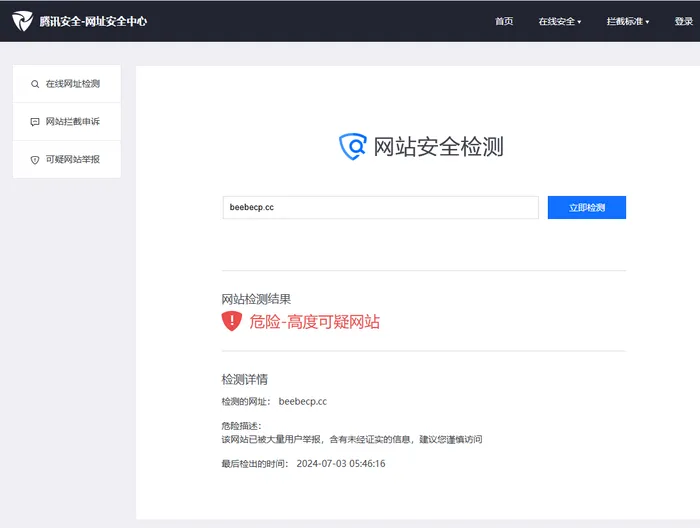 腾讯安全-网址安全中心
首页 在线安全 拦截标准 登录
在线网址检测
网站拦截申诉
可疑网站举报
网站安全检测
beebecp.cc
立即检测
网站检测结果
危险-高度可疑网站
检测详情
检测的网址： beebecp.cc
危险描述：
该网站已被大量用户举报，含有未经证实的信息，建议您谨慎访问
最后检出的时间： 2024-07-03 05:46:16